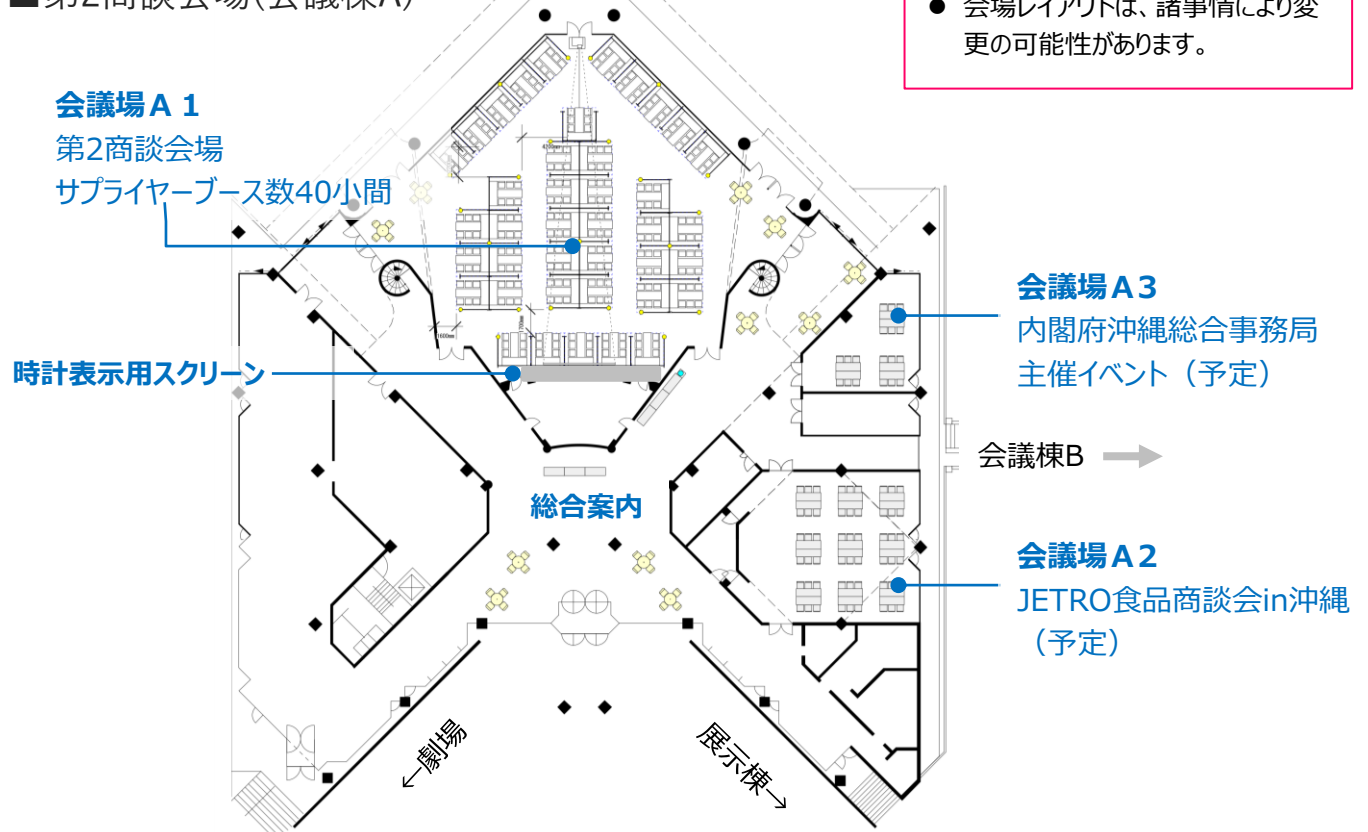 ■第2商談会場(会議棟A)
● 会場レイアウトは、諸事情により変
更の可能性があります。
会議場A 1
第2商談会場
サプライヤーブース数40小間
会議場A3
内閣府沖縄総合事務局
主催イベント（予定）
時計表示用スクリーン
会議棟B
総合案内
会議場A2
JETRO食品商談会in沖縄
（予定）
←劇場
展示棟→